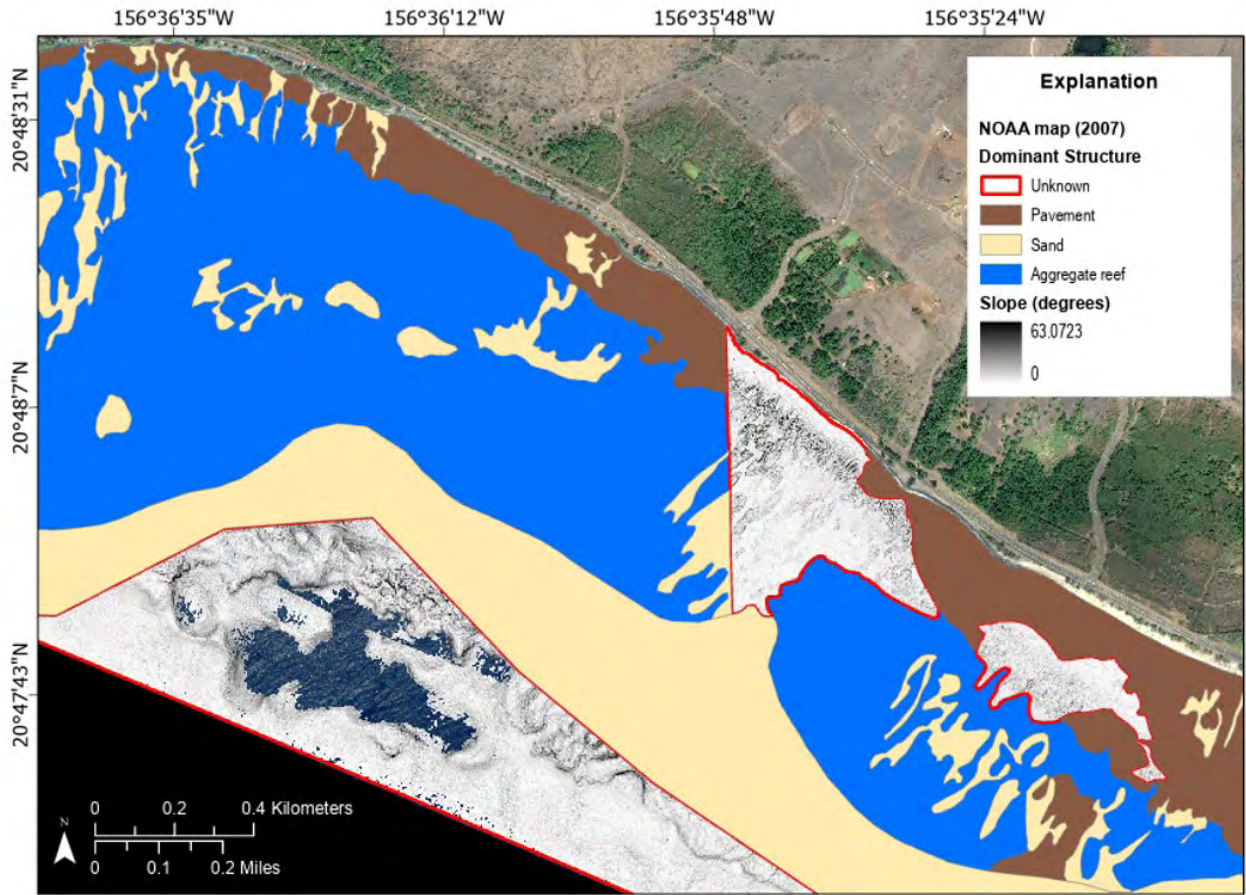 156°36'35"W 156°36'12"W 156°35'48"W 156°35'24"W
20°48'31"N
20°48'7"N
20°47'43"N
Explanation
NOAA map (2007)
Dominant Structure
Unknown
Pavement
Sand
Aggregate reef
Slope (degrees)
63.0723
0
N
0 0.2 0.4 Kilometers
0 0.1 0.2 Miles